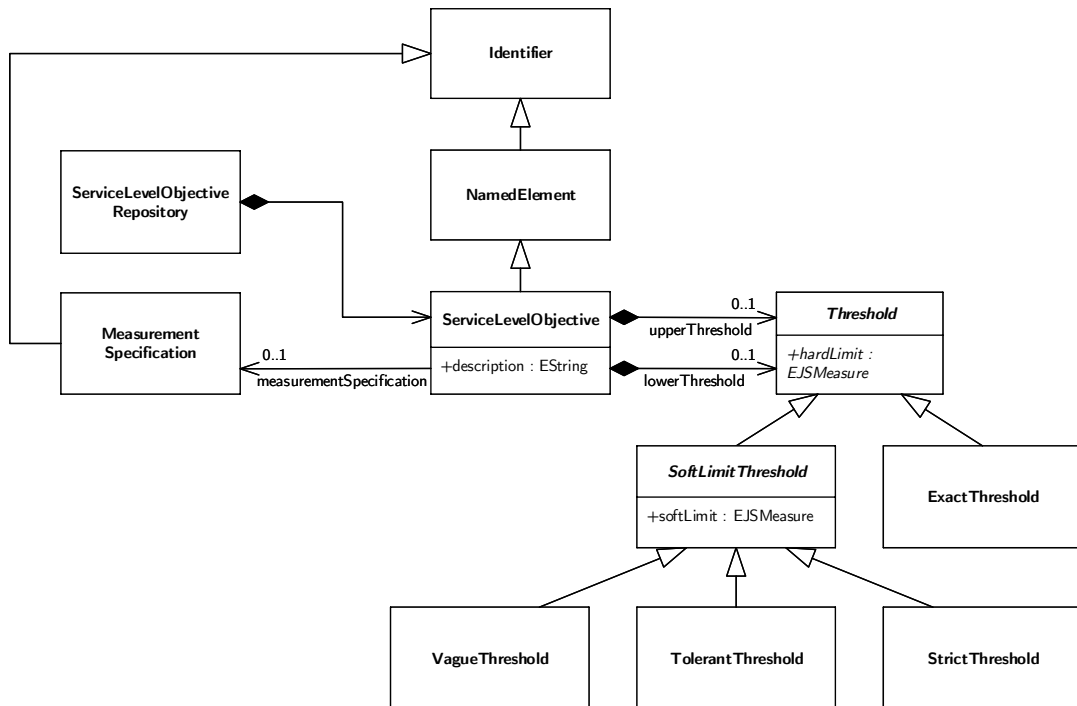 Identifier
ServiceLevelObjective
Repository
NamedElement
Measurement
Specification
0..1
measurementSpecification
ServiceLevelObjective
+description : EString
0..1
upperThreshold
0..1
lowerThreshold
Threshold
+hardLimit :
EJSMeasure
SoftLimitThreshold
+softLimit : EJSMeasure
ExactThreshold
VagueThreshold
TolerantThreshold
StrictThreshold